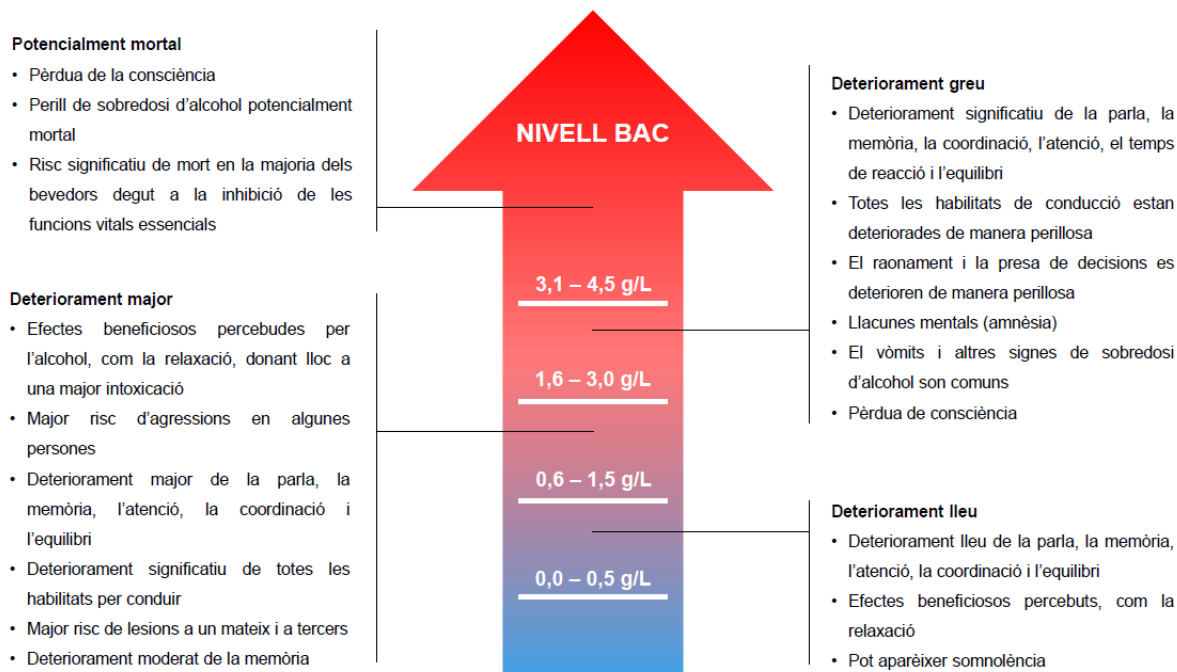 Potencialment mortal
• Pèrdua de la consciència
• Perill de sobredosi d'alcohol potencialment
mortal
• Risc significatiu de mort en la majoria dels
bevedors degut a la inhibició de les
funcions vitals essencials
Deteriorament major
• Efectes beneficiosos percebudes per
l'alcohol, com la relaxació, donant lloc a
una major intoxicació
• Major risc d'agressions en algunes
persones
• Deteriorament major de la parla, la
memòria, l'atenció, la coordinació i
l'equilibri
• Deteriorament significatiu de totes les
habilitats per conduir
• Major risc de lesions a un mateix i a tercers
• Deteriorament moderat de la memòria
NIVELL BAC
3,1 – 4,5 g/L
1,6 – 3,0 g/L
0,6 – 1,5 g/L
0,0 – 0,5 g/L
Deteriorament greu
• Deteriorament significatiu de la parla, la
memòria, la coordinació, l'atenció, el temps
de reacció i l'equilibri
• Totes les habilitats de conducció estan
deteriorades de manera perillosa
• El raonament i la presa de decisions es
deterioren de manera perillosa
• Llacunes mentals (amnèsia)
• El vòmits i altres signes de sobredosi
d'alcohol son comuns
• Pèrdua de consciència
Deteriorament lleu
• Deteriorament lleu de la parla, la memòria,
l'atenció, la coordinació i l'equilibri
• Efectes beneficiosos percebuts, com la
relaxació
• Pot aparèixer somnolència